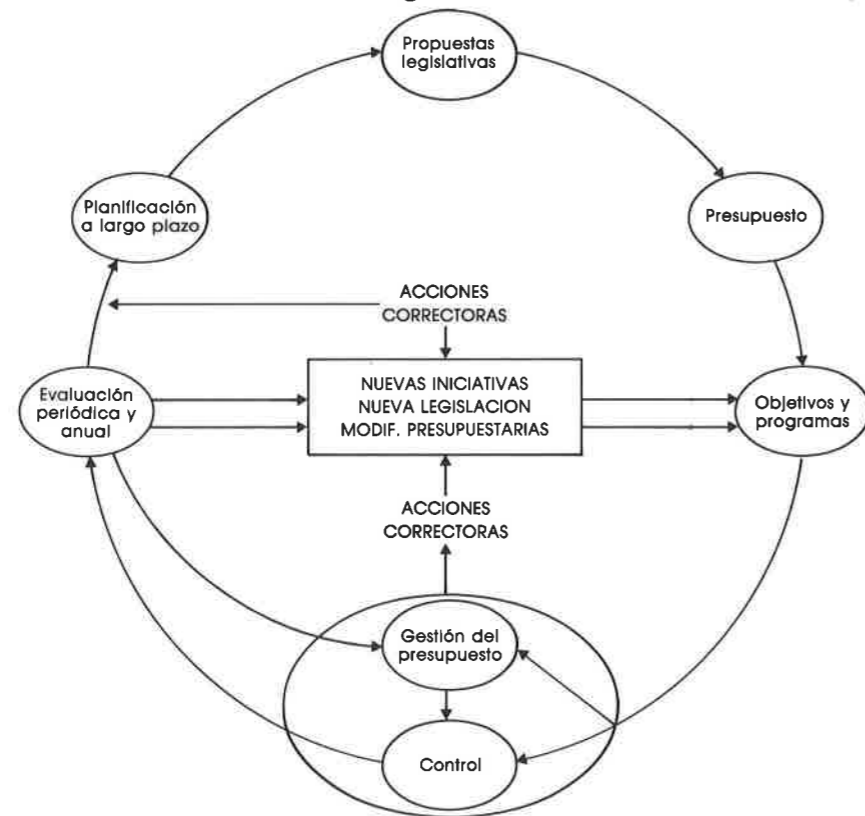 Propuestas
legislativas
Planificación
a largo plazo
Presupuesto
ACCIONES
CORRECTORAS
Evaluación
periódica y
anual
NUEVAS INICIATIVAS
NUEVA LEGISLACION
MODIF. PRESUPUESTARIAS
Objetivos y
programas
ACCIONES
CORRECTORAS
Gestión del
presupuesto
Control